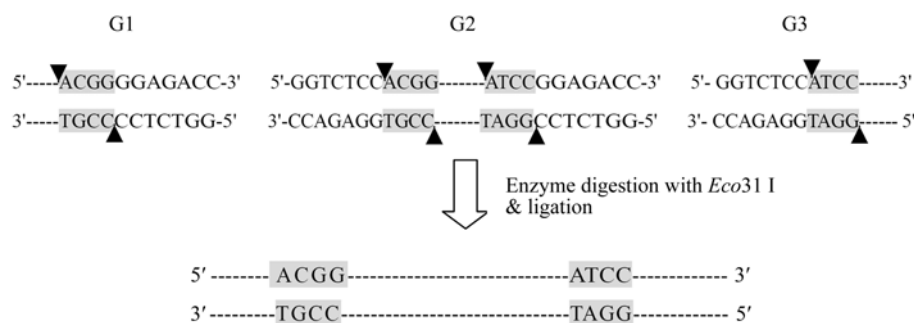 G1 G2 G3
5'-----ACGGGGAGACC-3' 5'-GGTCTCCACGG-----ATCCGGAGACC-3' 5'- GGTCTCCATCC----- 3'
3'-----TGCCCCTCTGG-5' 3'-CCAGAGGTGCC-----TAGGCCTCTGG-5' 3'- CCAGAGGTAGG----- 5'
Enzyme digestion with Eco31 I
& ligation
5′--------ACGG----------------------------ATCC------------ 3′
3′--------TGCC----------------------------TAGG------------ 5′